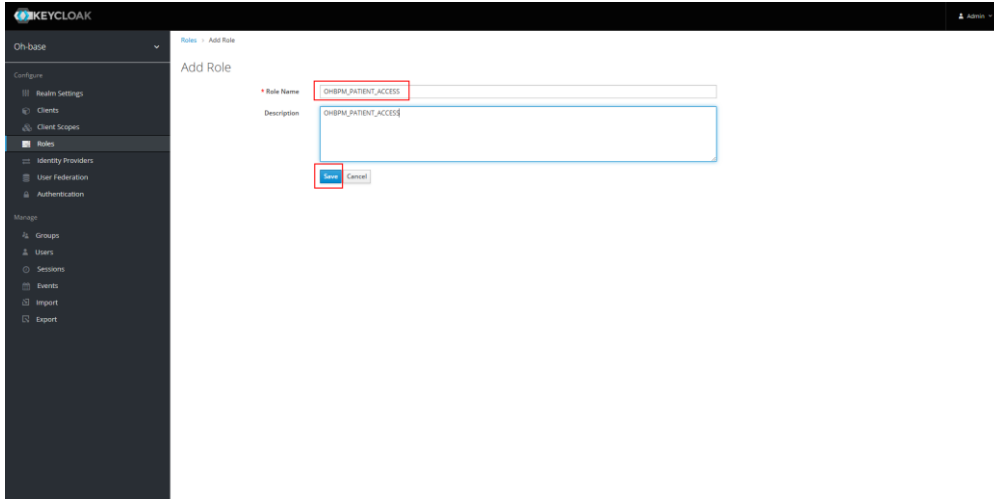 KEYCLOAK
Admin
Oh-base
Roles > Add Role
Add Role
Configure
Realm Settings
Clients
Client Scopes
Roles
Identity Providers
User Federation
Authentication
Manage
Groups
Users
Sessions
Events
Import
Export
* Role Name OHBPM_PATIENT_ACCESS
Description OHBPM_PATIENT_ACCESS
Save Cancel